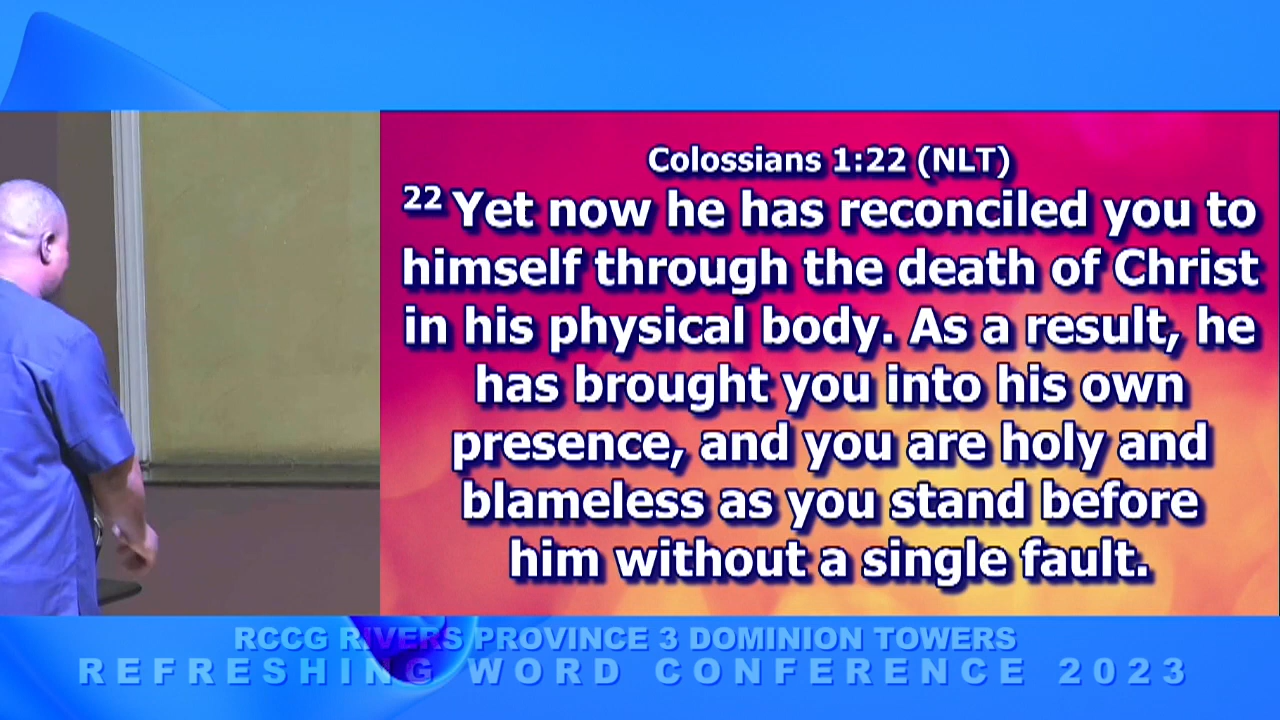 Colossians 1:22 (NLT)
22 Yet now he has reconciled you to
himself through the death of Christ
in his physical body. As a result, he
has brought you into his own
presence, and you are holy and
blameless as you stand before
him without a single fault.
RCCG RIVERS PROVINCE 3 DOMINION TOWERS
REFRESHING WORD CONFERENCE 2023